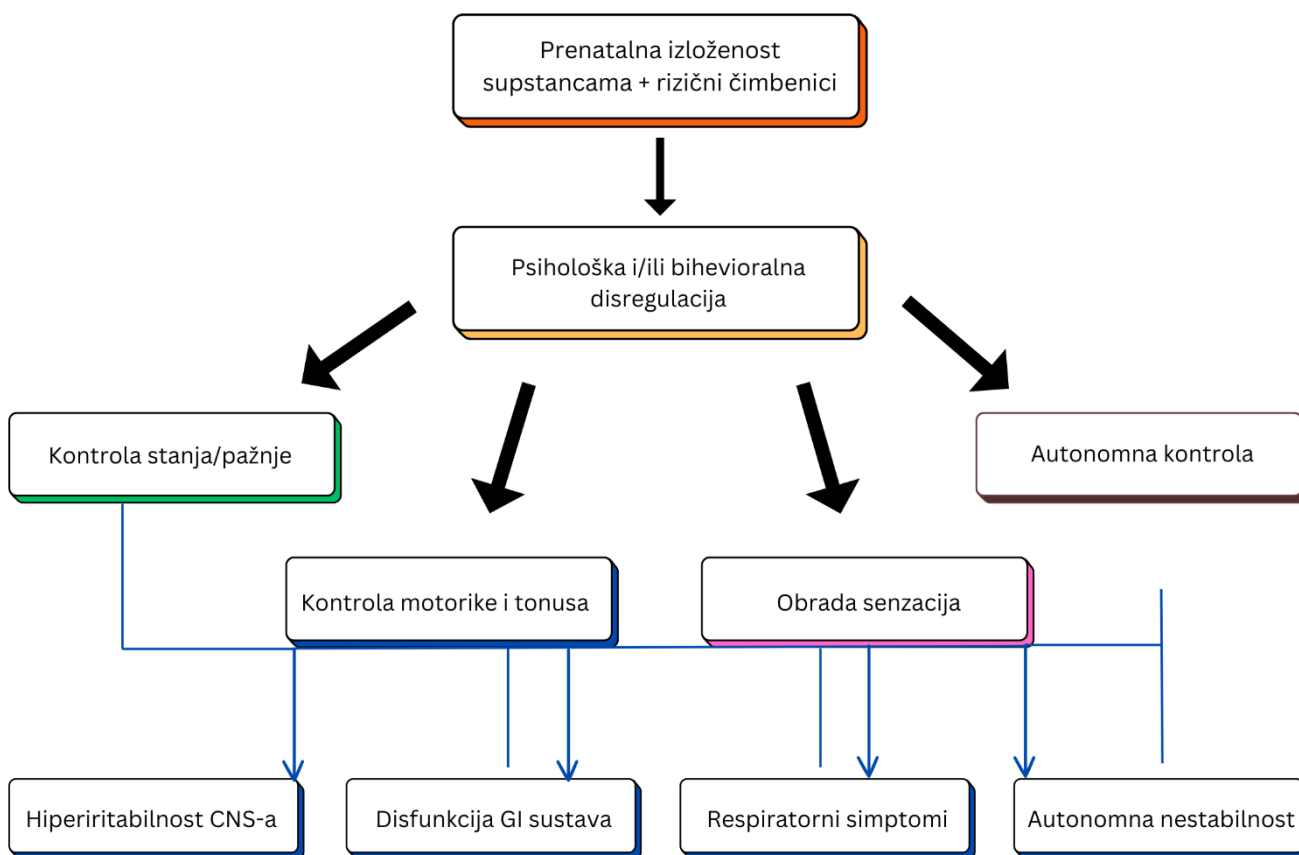 Prenatalna izloženost
supstancama + rizični čimbenici
Psihološka i/ili bihevioralna
disregulacija
Kontrola stanja/pažnje
Autonomna kontrola
Kontrola motorike i tonusa
Obrada senzacija
Hiperiritabilnost CNS-a
Disfunkcija GI sustava
Respiratorni simptomi
Autonomna nestabilnost